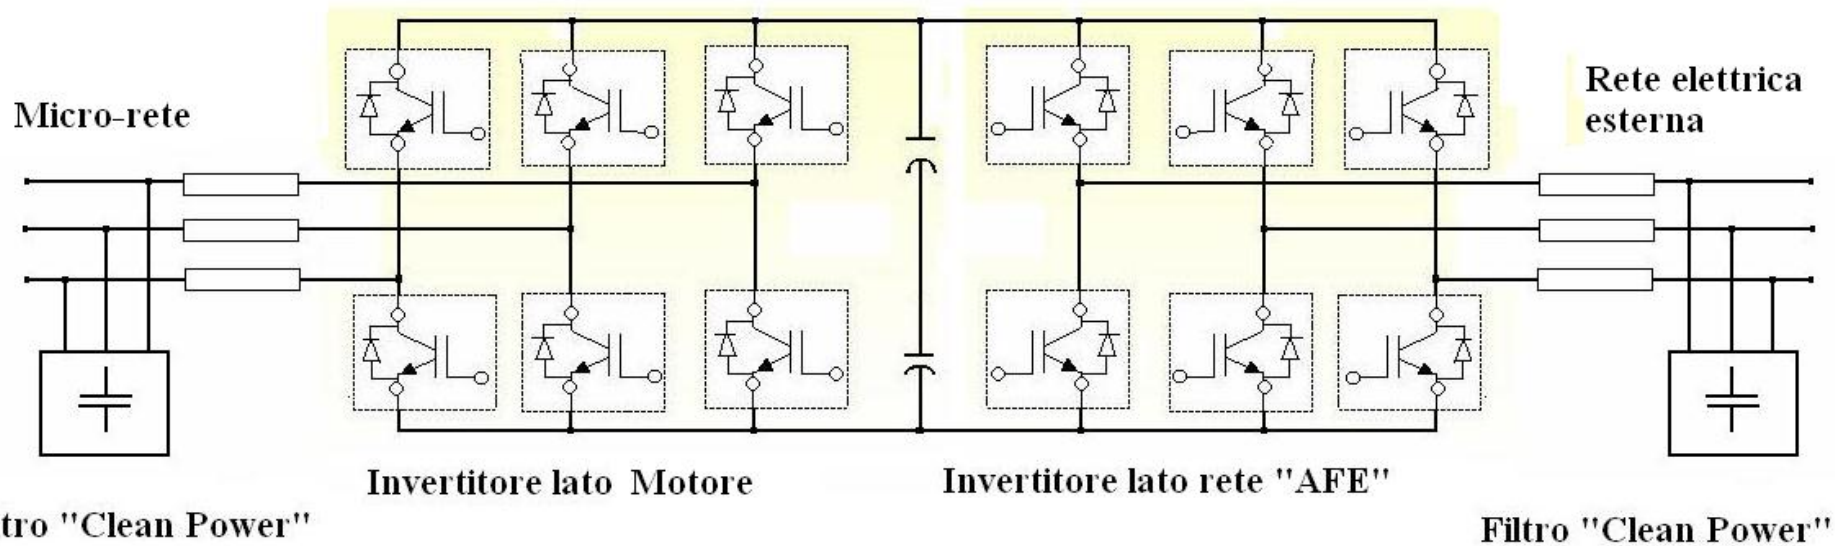 Micro-rete
Rete elettrica
esterna
Invertitore lato Motore
Invertitore lato rete "AFE"
tro "Clean Power"
Filtro "Clean Power"